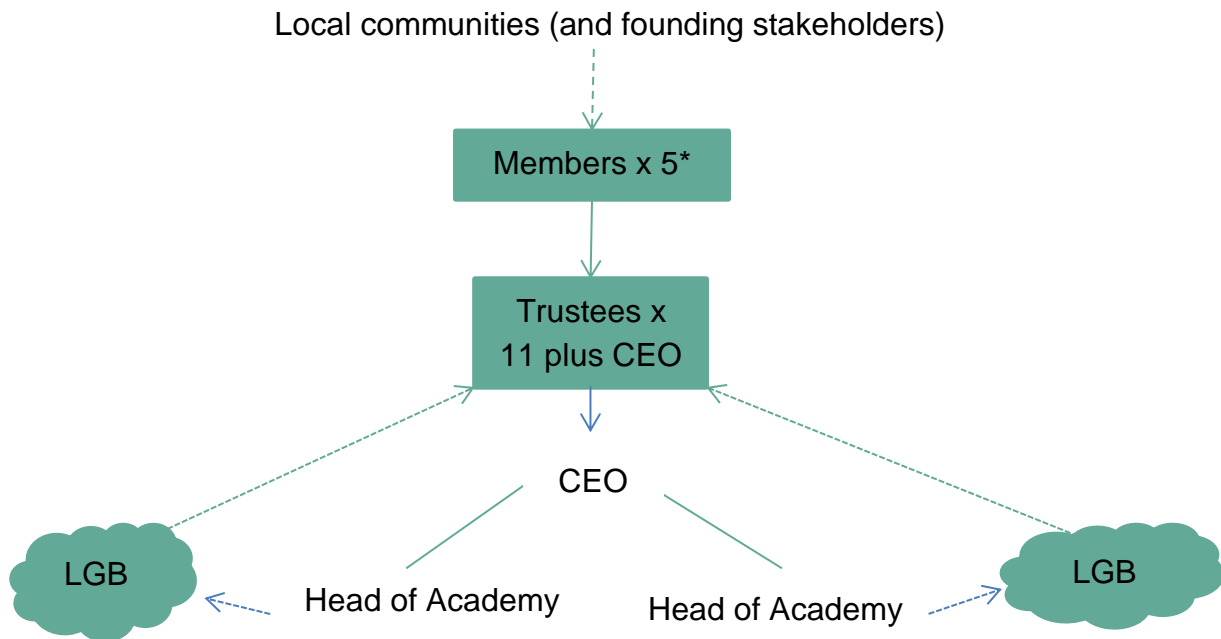 Local communities (and founding stakeholders)
Members x 5*
Trustees x
11 plus CEO
CEO
LGB
LGB
Head of Academy
Head of Academy